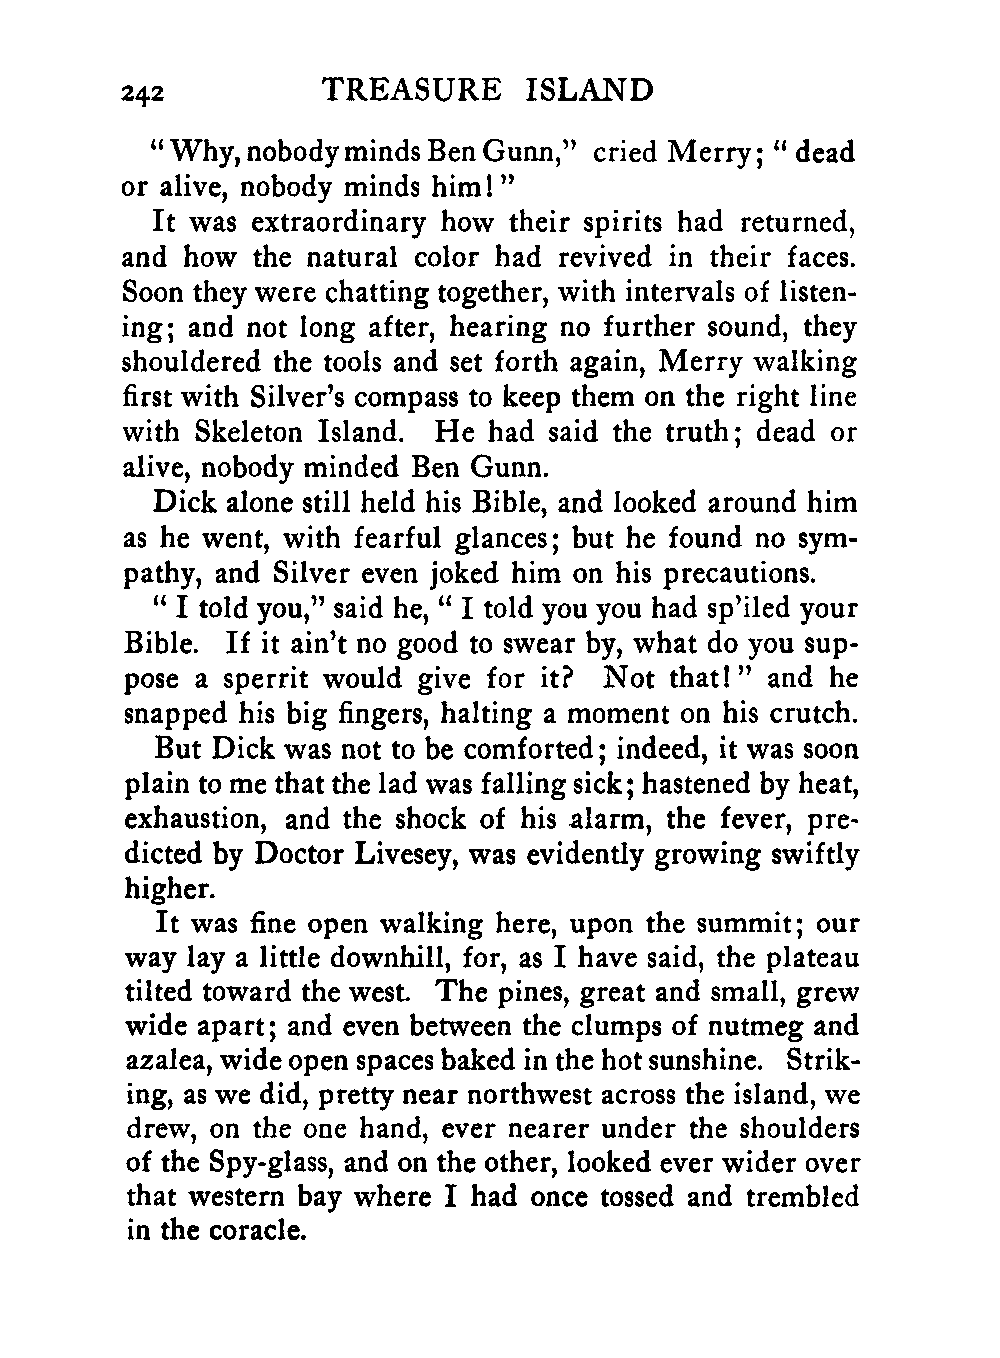 242 TREASURE ISLAND
“Why, nobody minds Ben Gunn,” cried Merry; “dead
or alive, nobody minds him!”
It was extraordinary how their spirits had returned,
and how the natural color had revived in their faces.
Soon they were chatting together, with intervals of listen-
ing; and not long after, hearing no further sound, they
shouldered the tools and set forth again, Merry walking
first with Silver’s compass to keep them on the right line
with Skeleton Island. He had said the truth; dead or
alive, nobody minded Ben Gunn.
Dick alone still held his Bible, and looked around him
as he went, with fearful glances; but he found no sym-
pathy, and Silver even joked him on his precautions.
“I told you,” said he, “I told you you had sp’iled your
Bible. If it ain’t no good to swear by, what do you sup-
pose a sperrit would give for it? Not that!” and he
snapped his big fingers, halting a moment on his crutch.
But Dick was not to be comforted; indeed, it was soon
plain to me that the lad was falling sick; hastened by heat,
exhaustion, and the shock of his alarm, the fever, pre-
dicted by Doctor Livesey, was evidently growing swiftly
higher.
It was fine open walking here, upon the summit; our
way lay a little downhill, for, as I have said, the plateau
tilted toward the west. The pines, great and small, grew
wide apart; and even between the clumps of nutmeg and
azalea, wide open spaces baked in the hot sunshine. Strik-
ing, as we did, pretty near northwest across the island, we
drew, on the one hand, ever nearer under the shoulders
of the Spy-glass, and on the other, looked ever wider over
that western bay where I had once tossed and trembled
in the coracle.